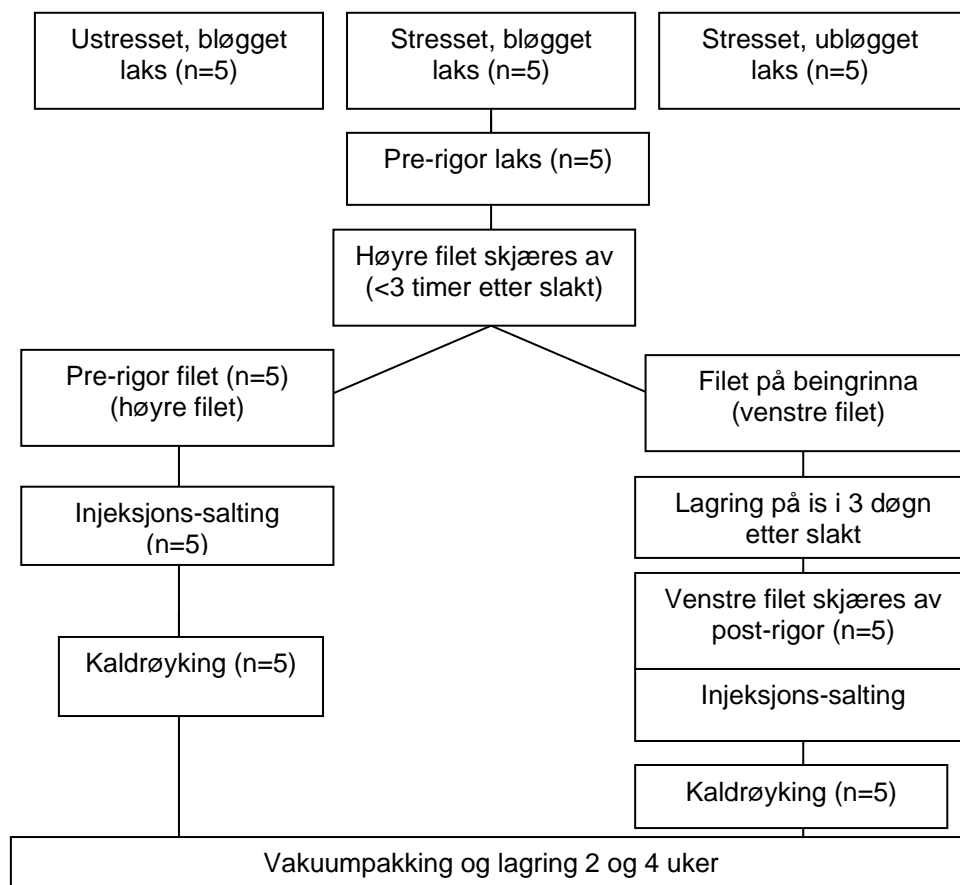 Ustresset, bløgget
laks (n=5)
Stresset, bløgget
laks (n=5)
Stresset, ubløgget
laks (n=5)
Pre-rigor laks (n=5)
Høyre filet skjæres av
(<3 timer etter slakt)
Pre-rigor filet (n=5)
(høyre filet)
Filet på beingrinna
(venstre filet)
Injeksjons-salting
(n=5)
Lagring på is i 3 døgn
etter slakt
Venstre filet skjæres av
post-rigor (n=5)
Kaldrøyking (n=5)
Injeksjons-salting
Kaldrøyking (n=5)
Vakuumpakking og lagring 2 og 4 uker